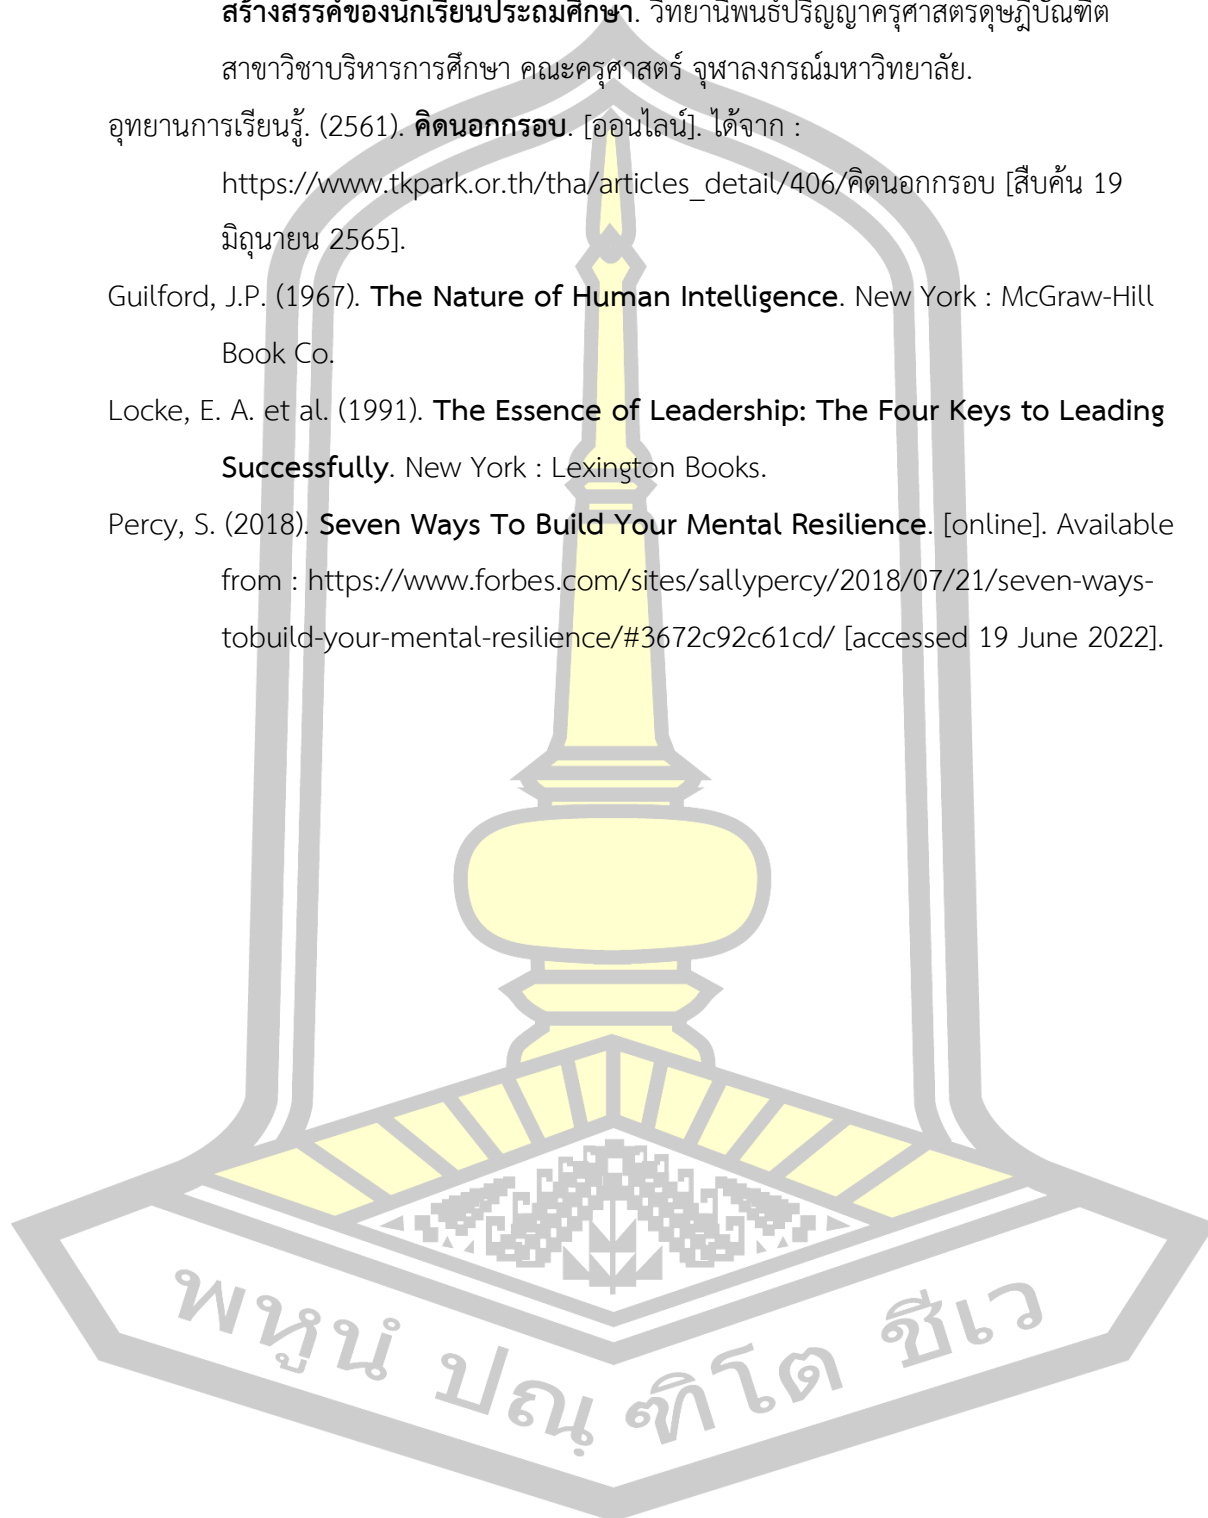 สร้างสรรค์ของนักเรียนประถมศึกษา. วิทยานิพนธ์ปริญญาครุศาสตรดุษฎีบัณฑิต
สาขาวิชาบริหารการศึกษา คณะครุศาสตร์ จุฬาลงกรณ์มหาวิทยาลัย.
อุทยานการเรียนรู้. (2561). คิดนอกกรอบ. [ออนไลน์]. ได้จาก :
https://www.tkpark.or.th/tha/articles_detail/406/คิดนอกกรอบ [สืบค้น 19
มิถุนายน 2565].
Guilford, J.P. (1967). The Nature of Human Intelligence. New York : McGraw-Hill
Book Co.
Locke, E. A. et al. (1991). The Essence of Leadership: The Four Keys to Leading
Successfully. New York : Lexington Books.
Percy, S. (2018). Seven Ways To Build Your Mental Resilience. [online]. Available
from : https://www.forbes.com/sites/sallypercy/2018/07/21/seven-ways-
tobuild-your-mental-resilience/#3672c92c61cd/ [accessed 19 June 2022].
พหูนํ ปณฺฑิโต ชีเว